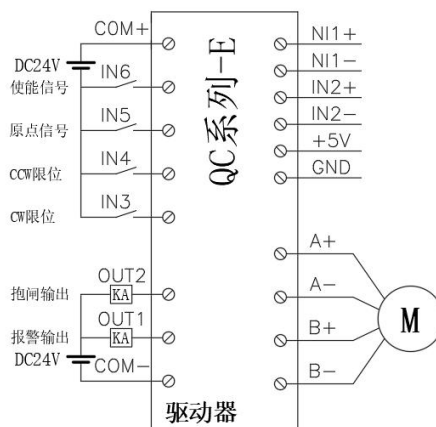 COM+
DC24V
使能信号
IN6
原点信号
IN5
CCW限位
IN4
CW限位
IN3
抱闸输出
OUT2
KA
报警输出
OUT1
KA
DC24V
COM-
QC系列-E
驱动器
NI1+
NI1-
IN2+
IN2-
+5V
GND
A+
A-
B+
B-
M